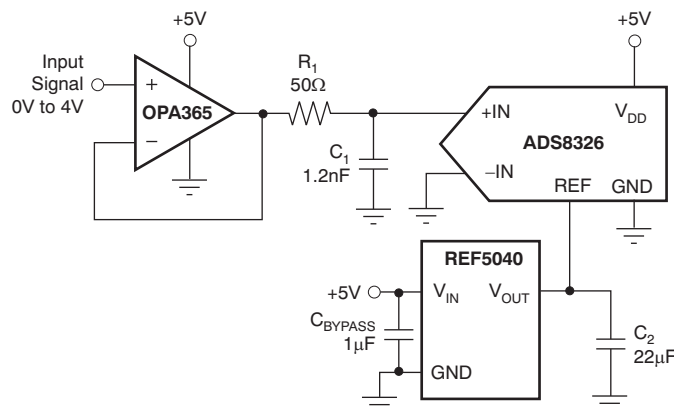 +5V
Input
Signal
0V to 4V
+
OPA365
−
R1
50Ω
C1
1.2nF
+5V
+IN
VDD
ADS8326
−IN
REF
GND
REF5040
+5V
VIN
VOUT
CBYPASS
1μF
GND
C2
22μF